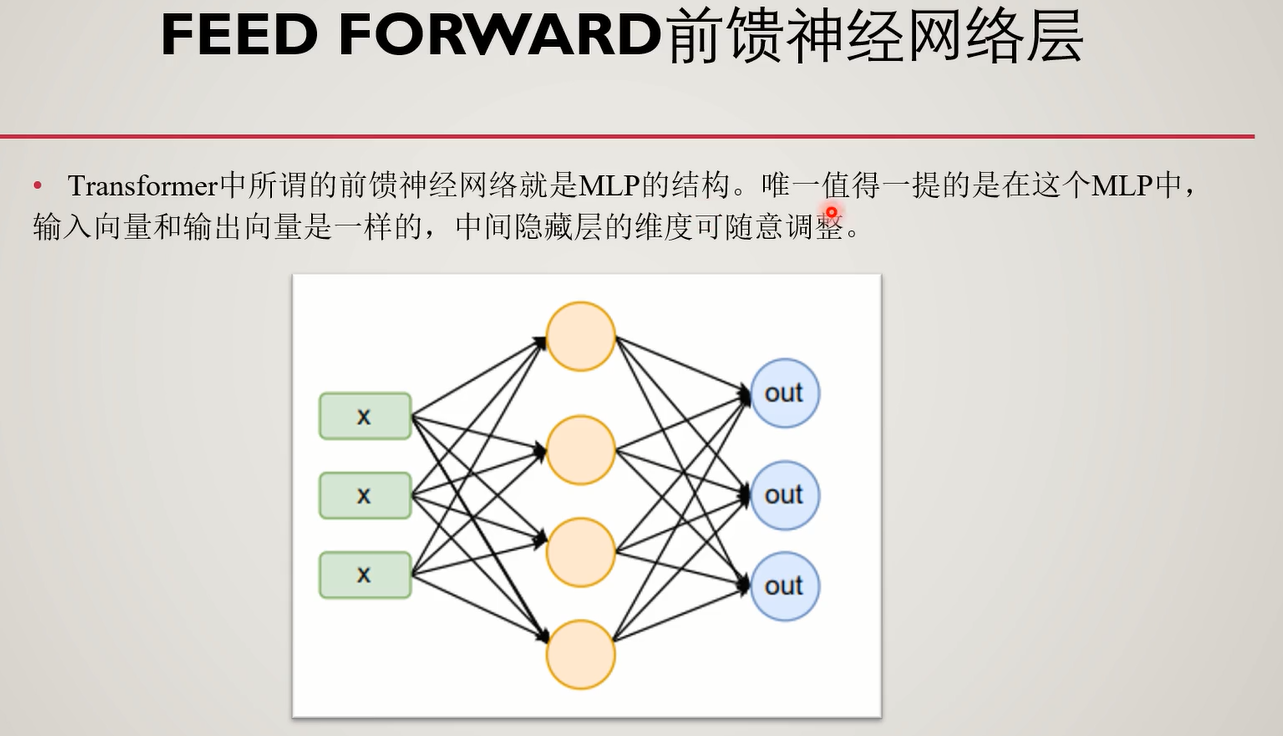 FEED FORWARD前馈神经网络层
• Transformer中所谓的前馈神经网络就是MLP的结构。唯一值得一提的是在这个MLP中，
输入向量和输出向量是一样的，中间隐藏层的维度可随意调整。
x
x
x
out
out
out